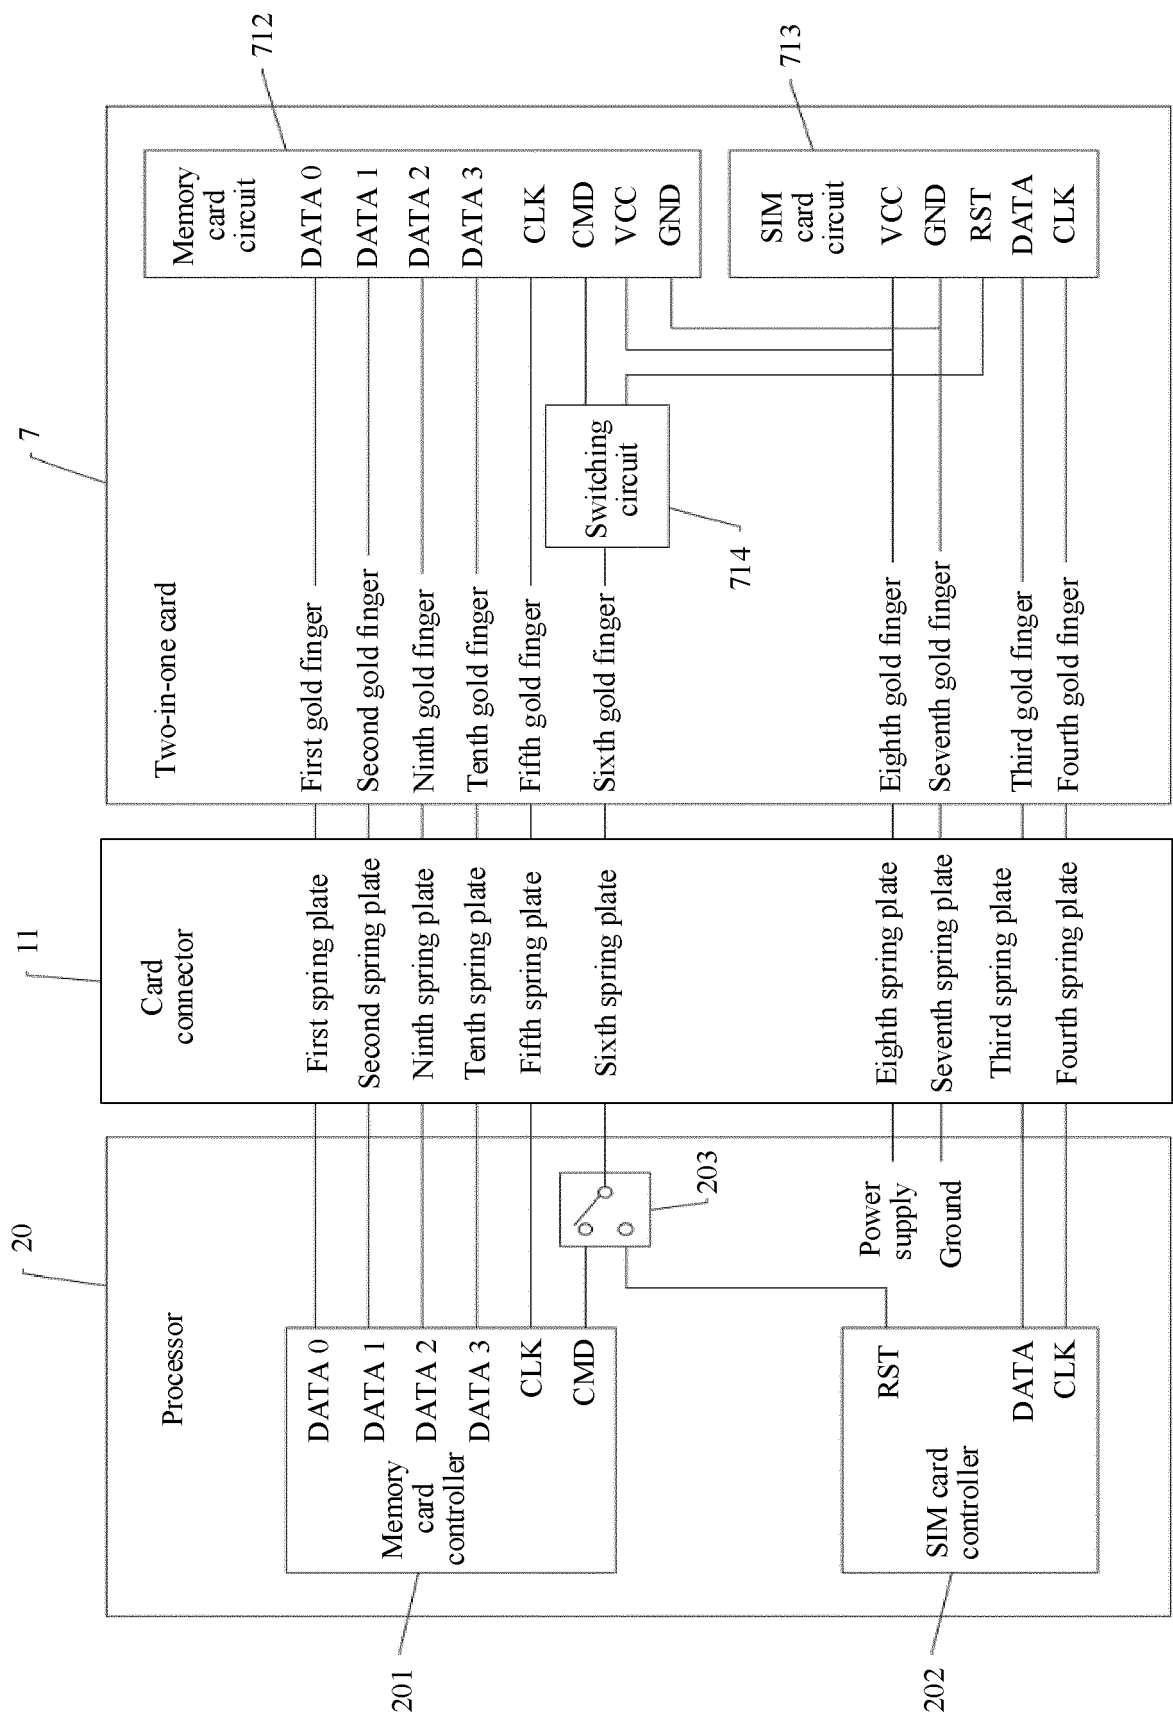 20
11
7
Processor
Card
connector
Two-in-one card
201
DATA 0
DATA 1
DATA 2
DATA 3
CLK
CMD
Memory
card
controller
203
202
RST
DATA
CLK
SIM card
controller
Power
supply
Ground
First spring plate
Second spring plate
Ninth spring plate
Tenth spring plate
Fifth spring plate
Sixth spring plate
Eighth spring plate
Seventh spring plate
Third spring plate
Fourth spring plate
First gold finger
Second gold finger
Ninth gold finger
Tenth gold finger
Fifth gold finger
Sixth gold finger
Eighth gold finger
Seventh gold finger
Third gold finger
Fourth gold finger
Switching
circuit
714
712
Memory
card
circuit
DATA 0
DATA 1
DATA 2
DATA 3
CLK
CMD
VCC
GND
713
SIM
card
circuit
VCC
GND
RST
DATA
CLK